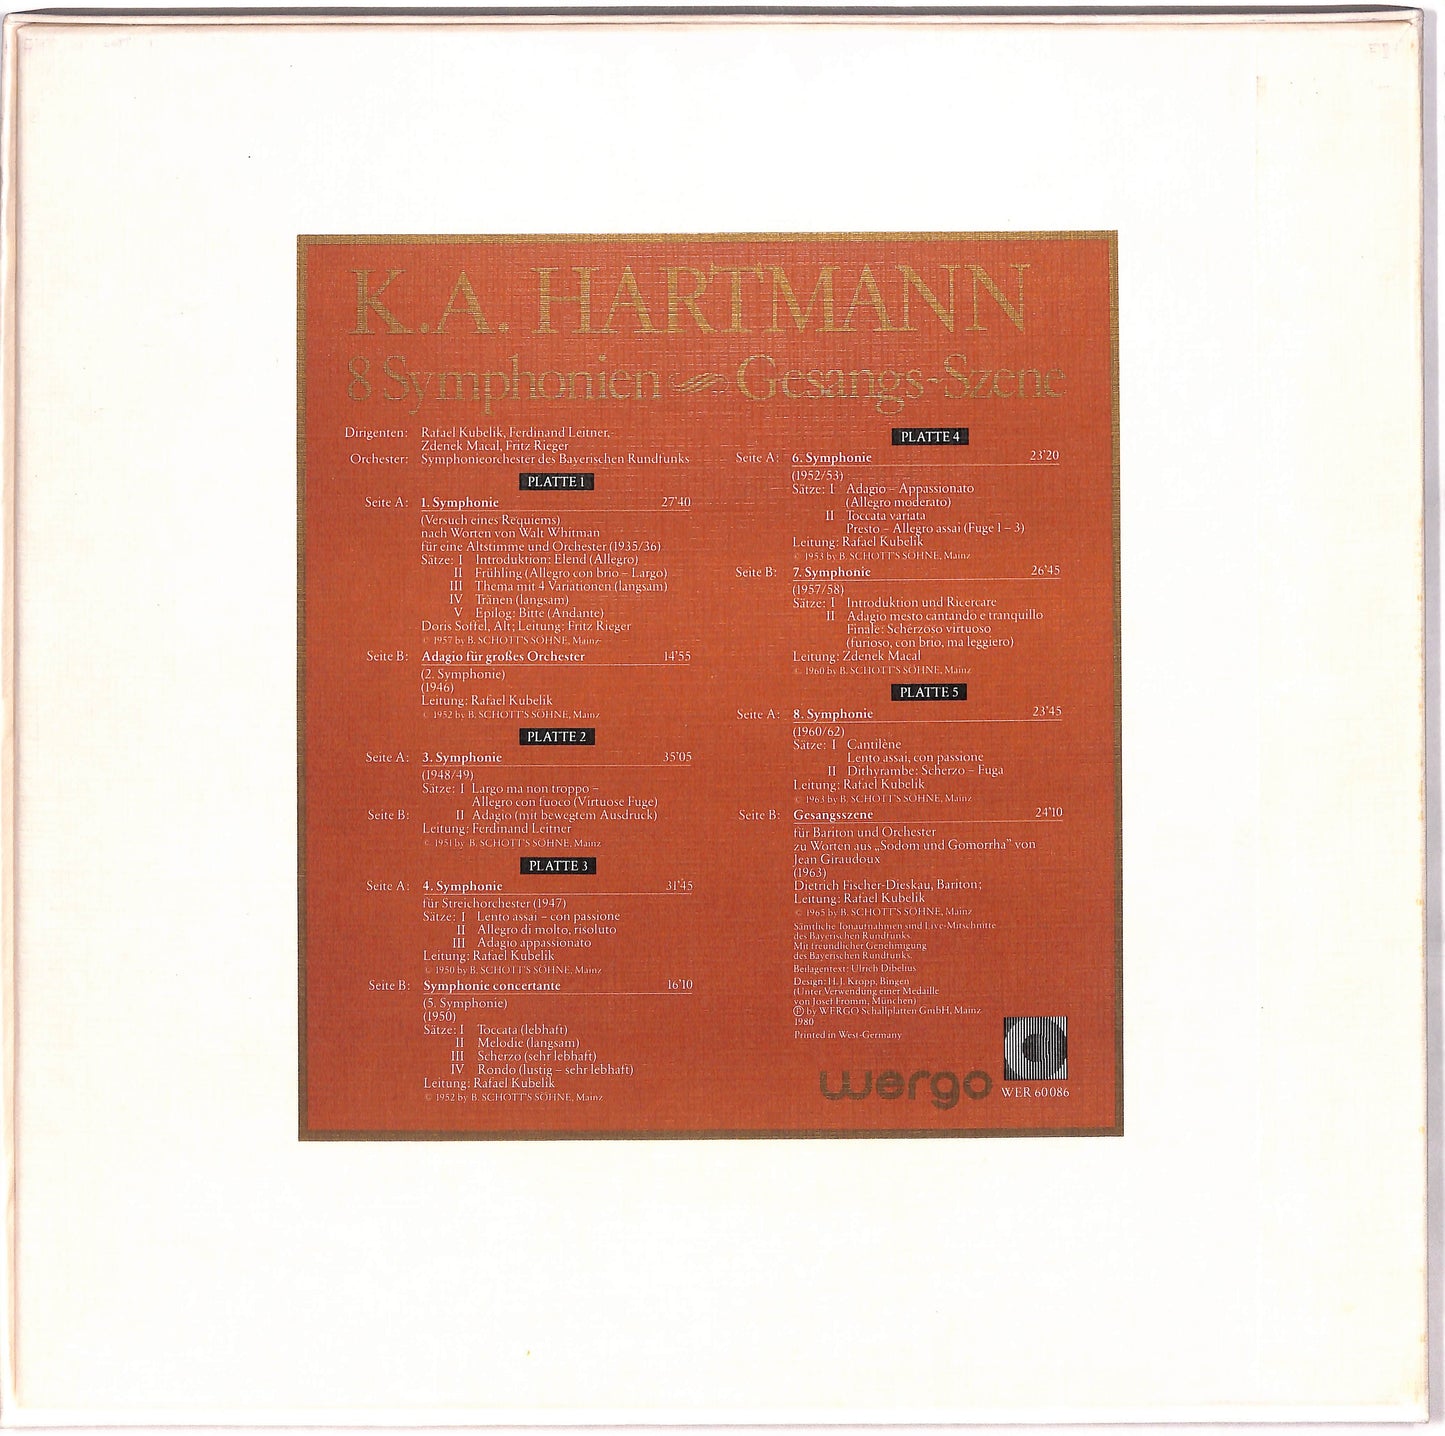 K.A. HARTMANN
8 Symphonien Gesangs-Szene
Dirigenten: Rafael Kubelik, Ferdinand Leitner,
Zdenek Macal, Fritz Rieger
Orchester: Symphonieorchester des Bayerischen Rundfunks
PLATTE 1
Seite A: 1. Symphonie 27'40
(Versuch eines Requiems)
nach Worten von Walt Whitman
für eine Altstimme und Orchester (1935/36)
Sätze: I Introduktion: Elend (Allegro)
II Frühling (Allegro con brio – Largo)
III Thema mit 4 Variationen (langsam)
IV Tränen (langsam)
V Epilog: Bitte (Andante)
Doris Soffel, Alt; Leitung: Fritz Rieger
© 1957 by B. SCHOTT'S SÖHNE, Mainz
Seite B: Adagio für großes Orchester 14'55
(2. Symphonie)
(1946)
Leitung: Rafael Kubelik
© 1952 by B. SCHOTT'S SÖHNE, Mainz
PLATTE 2
Seite A: 3. Symphonie 35'05
(1948/49)
Sätze: I Largo ma non troppo –
Allegro con fuoco (Virtuose Fuge)
Seite B: II Adagio (mit bewegtem Ausdruck)
Leitung: Ferdinand Leitner
© 1951 by B. SCHOTT'S SÖHNE, Mainz
PLATTE 3
Seite A: 4. Symphonie 31'45
für Streichorchester (1947)
Sätze: I Lento assai – con passione
II Allegro di molto, risoluto
III Adagio appassionato
Leitung: Rafael Kubelik
© 1950 by B. SCHOTT'S SÖHNE, Mainz
Seite B: Symphonie concertante 16'10
(5. Symphonie)
(1950)
Sätze: I Toccata (lebhaft)
II Melodie (langsam)
III Scherzo (sehr lebhaft)
IV Rondo (lustig – sehr lebhaft)
Leitung: Rafael Kubelik
© 1952 by B. SCHOTT'S SÖHNE, Mainz
PLATTE 4
Seite A: 6. Symphonie 23'20
(1952/53)
Sätze: I Adagio – Appassionato
(Allegro moderato)
II Toccata variata
Presto – Allegro assai (Fuge 1 – 3)
Leitung: Rafael Kubelik
© 1953 by B. SCHOTT'S SÖHNE, Mainz
Seite B: 7. Symphonie 26'45
(1957/58)
Sätze: I Introduktion und Ricercare
II Adagio mesto cantando e tranquillo
Finale: Scherzoso virtuoso
(furioso, con brio, ma leggiero)
Leitung: Zdenek Macal
© 1960 by B. SCHOTT'S SÖHNE, Mainz
PLATTE 5
Seite A: 8. Symphonie 23'45
(1960/62)
Sätze: I Cantilène
Lento assai, con passione
II Dithyrambe: Scherzo – Fuga
Leitung: Rafael Kubelik
© 1963 by B. SCHOTT'S SÖHNE, Mainz
Seite B: Gesangsszene 24'10
für Bariton und Orchester
zu Worten aus „Sodom und Gomorrha” von
Jean Giraudoux
(1963)
Dietrich Fischer-Dieskau, Bariton;
Leitung: Rafael Kubelik
© 1965 by B. SCHOTT'S SÖHNE, Mainz
Sämtliche Tonaufnahmen sind Live-Mitschnitte
des Bayerischen Rundfunks
Mit freundlicher Genehmigung
des Bayerischen Rundfunks.
Beilagentext: Ulrich Dibelius
Design: H.J. Kropp, Bingen
(Unter Verwendung einer Medaille
von Josef Fromm, München)
℗ by WERGO Schallplatten GmbH, Mainz
1980
Printed in West-Germany
wergo
WER 60086